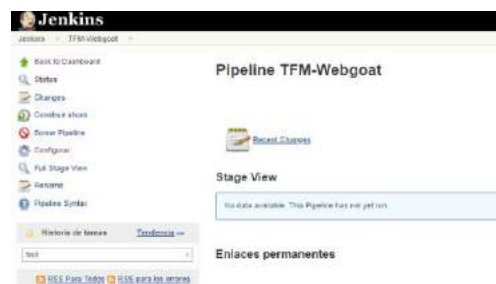 Jenkins
Jenkins TFM-Webgoat
Back to Dashboard
Status
Changes
Construir ahora
Borrar Pipeline
Configurar
Full Stage View
Rename
Pipeline Syntax
Historia de tareas Tendencia
find
RSS Para Todos RSS para los errores
Pipeline TFM-Webgoat
Recent Changes
Stage View
No data available. This Pipeline has not yet run.
Enlaces permanentes